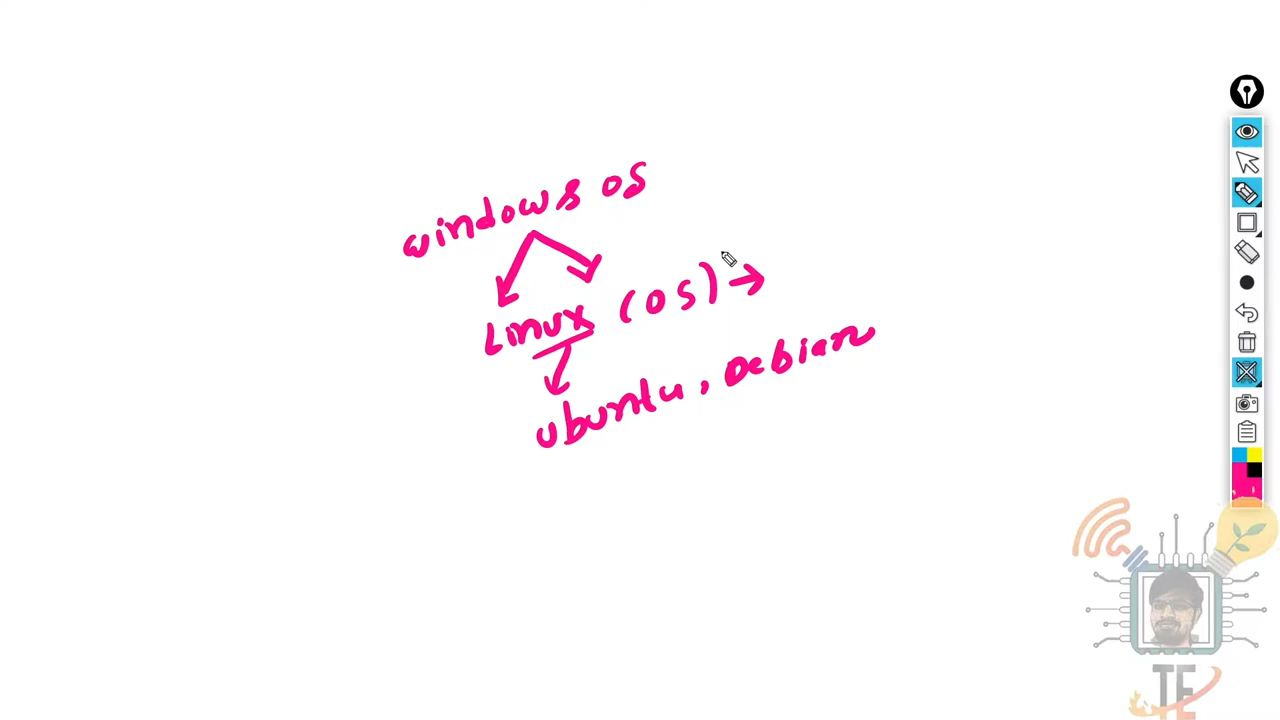 windows OS
Linux (OS) →
ubuntu, Debian
TE